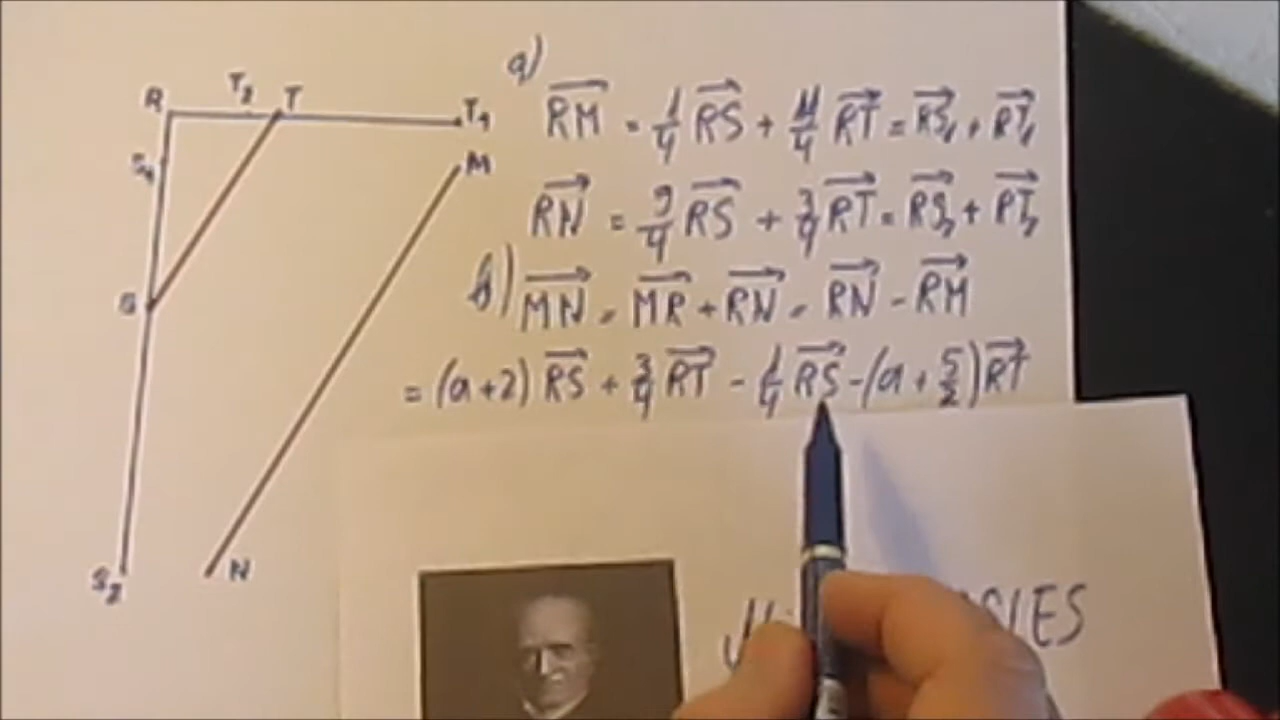 a)
RM = 1/4 RS + 11/4 RT = RS₁ + RT₁
RN = 9/4 RS + 3/4 RT = RS₂ + RT₂
b) MN = MR + RN = RN - RM
= (a+2) RS + 3/4 RT - 1/4 RS - (a + 5/2) RT
R T₂ T T₁
S₁ M
S
S₂ N